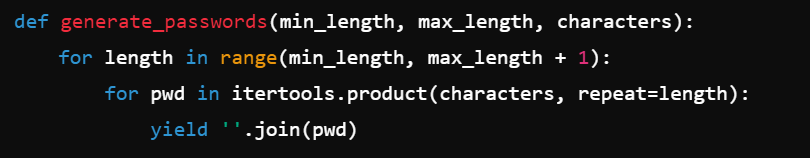 def generate_passwords(min_length, max_length, characters):
    for length in range(min_length, max_length + 1):
        for pwd in itertools.product(characters, repeat=length):
            yield ''.join(pwd)